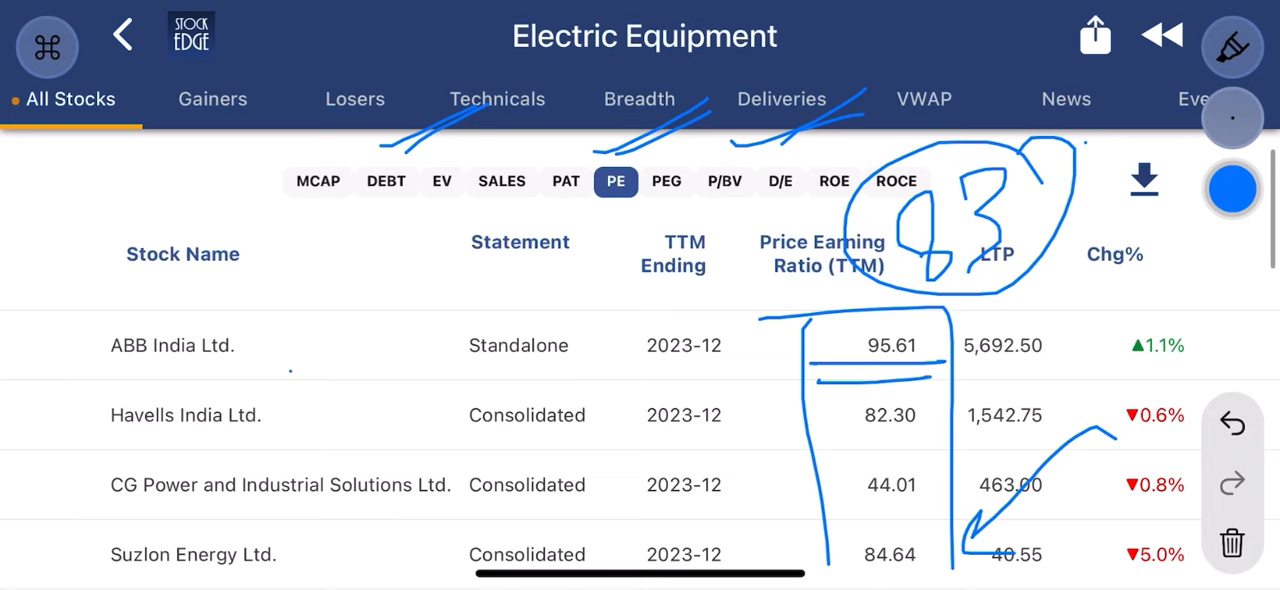 STOCK
EDGE
Electric Equipment
All Stocks Gainers Losers Technicals Breadth Deliveries VWAP News Eve
MCAP DEBT EV SALES PAT PE PEG P/BV D/E ROE ROCE
83
Stock Name Statement TTM Ending Price Earning Ratio (TTM) LTP Chg%
ABB India Ltd. Standalone 2023-12 95.61 5,692.50 ▲1.1%
Havells India Ltd. Consolidated 2023-12 82.30 1,542.75 ▼0.6%
CG Power and Industrial Solutions Ltd. Consolidated 2023-12 44.01 463.00 ▼0.8%
Suzlon Energy Ltd. Consolidated 2023-12 84.64 40.55 ▼5.0%